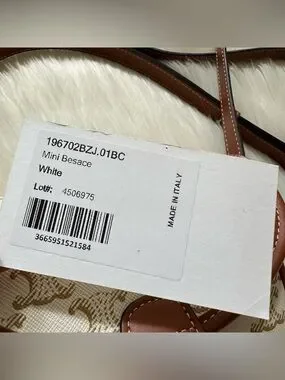 196702BZJ.01BC
Mini Besace
White
Lot#: 4506975
3665951521584
MADE IN ITALY